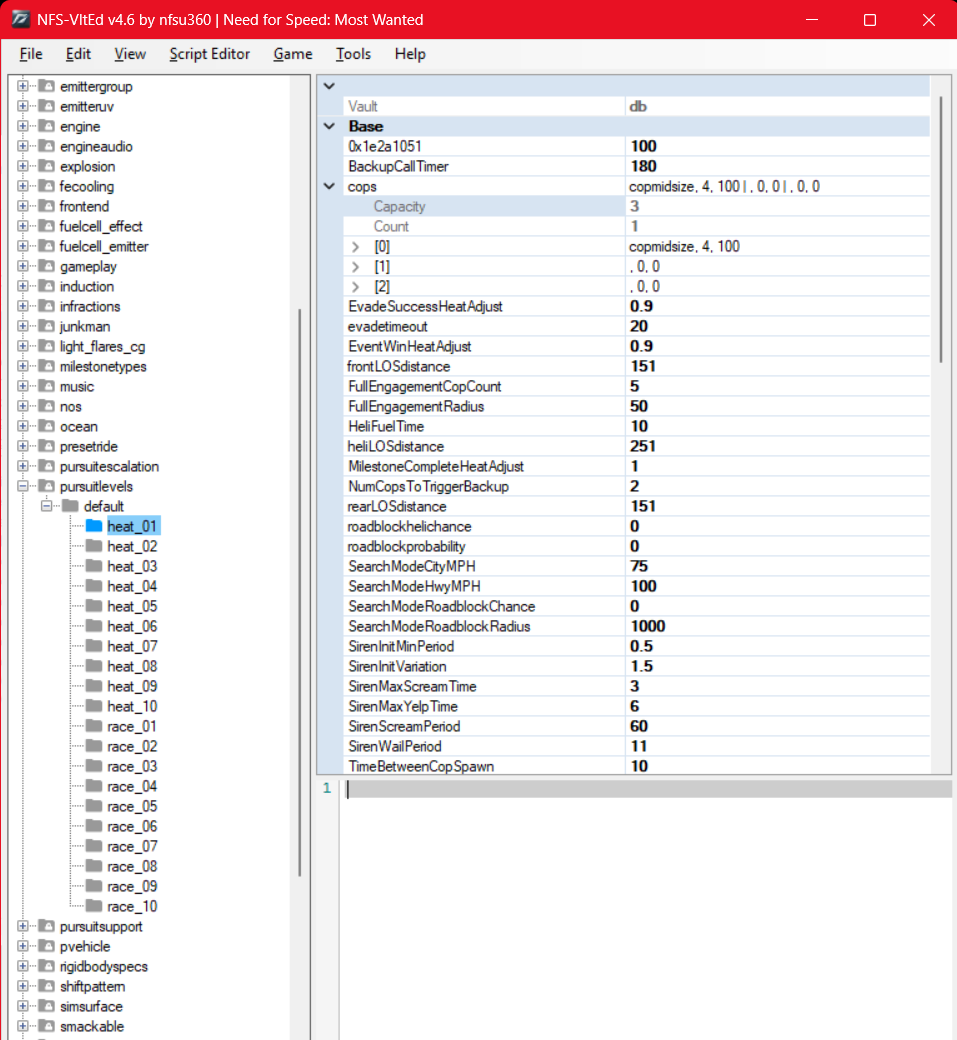 NFS-VltEd v4.6 by nfsu360 | Need for Speed: Most Wanted
File Edit View Script Editor Game Tools Help
emittergroup
emitteruv
engine
engineaudio
explosion
fecooling
frontend
fuelcell_effect
fuelcell_emitter
gameplay
induction
infractions
junkman
light_flares_cg
milestonetypes
music
nos
ocean
presetride
pursuitescalation
pursuitlevels
default
heat_01
heat_02
heat_03
heat_04
heat_05
heat_06
heat_07
heat_08
heat_09
heat_10
race_01
race_02
race_03
race_04
race_05
race_06
race_07
race_08
race_09
race_10
pursuitsupport
pvehicle
rigidbodyspecs
shiftpattern
simsurface
smackable
Vault db
Base
0x1e2a1051 100
BackupCallTimer 180
cops copmidsize, 4, 100 | , 0, 0 | , 0, 0
Capacity 3
Count 1
[0] copmidsize, 4, 100
[1] , 0, 0
[2] , 0, 0
EvadeSuccessHeatAdjust 0.9
evadetimeout 20
EventWinHeatAdjust 0.9
frontLOSdistance 151
FullEngagementCopCount 5
FullEngagementRadius 50
HeliFuelTime 10
heliLOSdistance 251
MilestoneCompleteHeatAdjust 1
NumCopsToTriggerBackup 2
rearLOSdistance 151
roadblockhelichance 0
roadblockprobability 0
SearchModeCityMPH 75
SearchModeHwyMPH 100
SearchModeRoadblockChance 0
SearchModeRoadblockRadius 1000
SirenInitMinPeriod 0.5
SirenInitVariation 1.5
SirenMaxScreamTime 3
SirenMaxYelpTime 6
SirenScreamPeriod 60
SirenWailPeriod 11
TimeBetweenCopSpawn 10
1